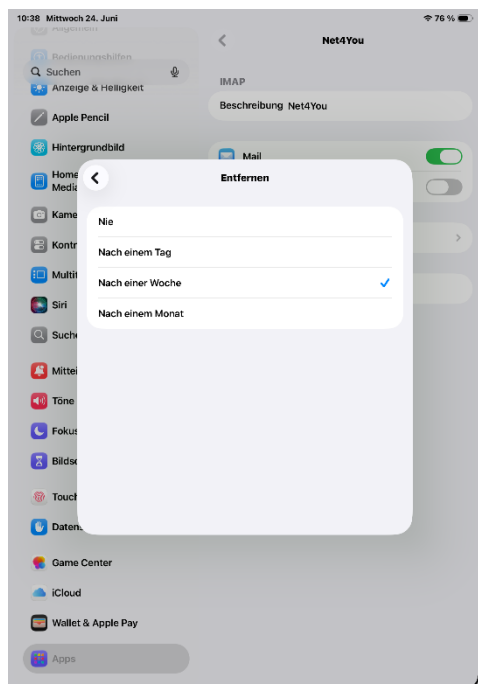 10:38 Mittwoch 24. Juni
76 %
Allgemein
Bedienungshilfen
Suchen
Anzeige & Helligkeit
Apple Pencil
Hintergrundbild
Home
Media
Kame
Kontr
Multit
Siri
Suche
Mittei
Töne
Fokus
Bildsc
Touch
Daten
Game Center
iCloud
Wallet & Apple Pay
Apps
Net4You
IMAP
Beschreibung Net4You
Mail
Entfernen
Nie
Nach einem Tag
Nach einer Woche
Nach einem Monat